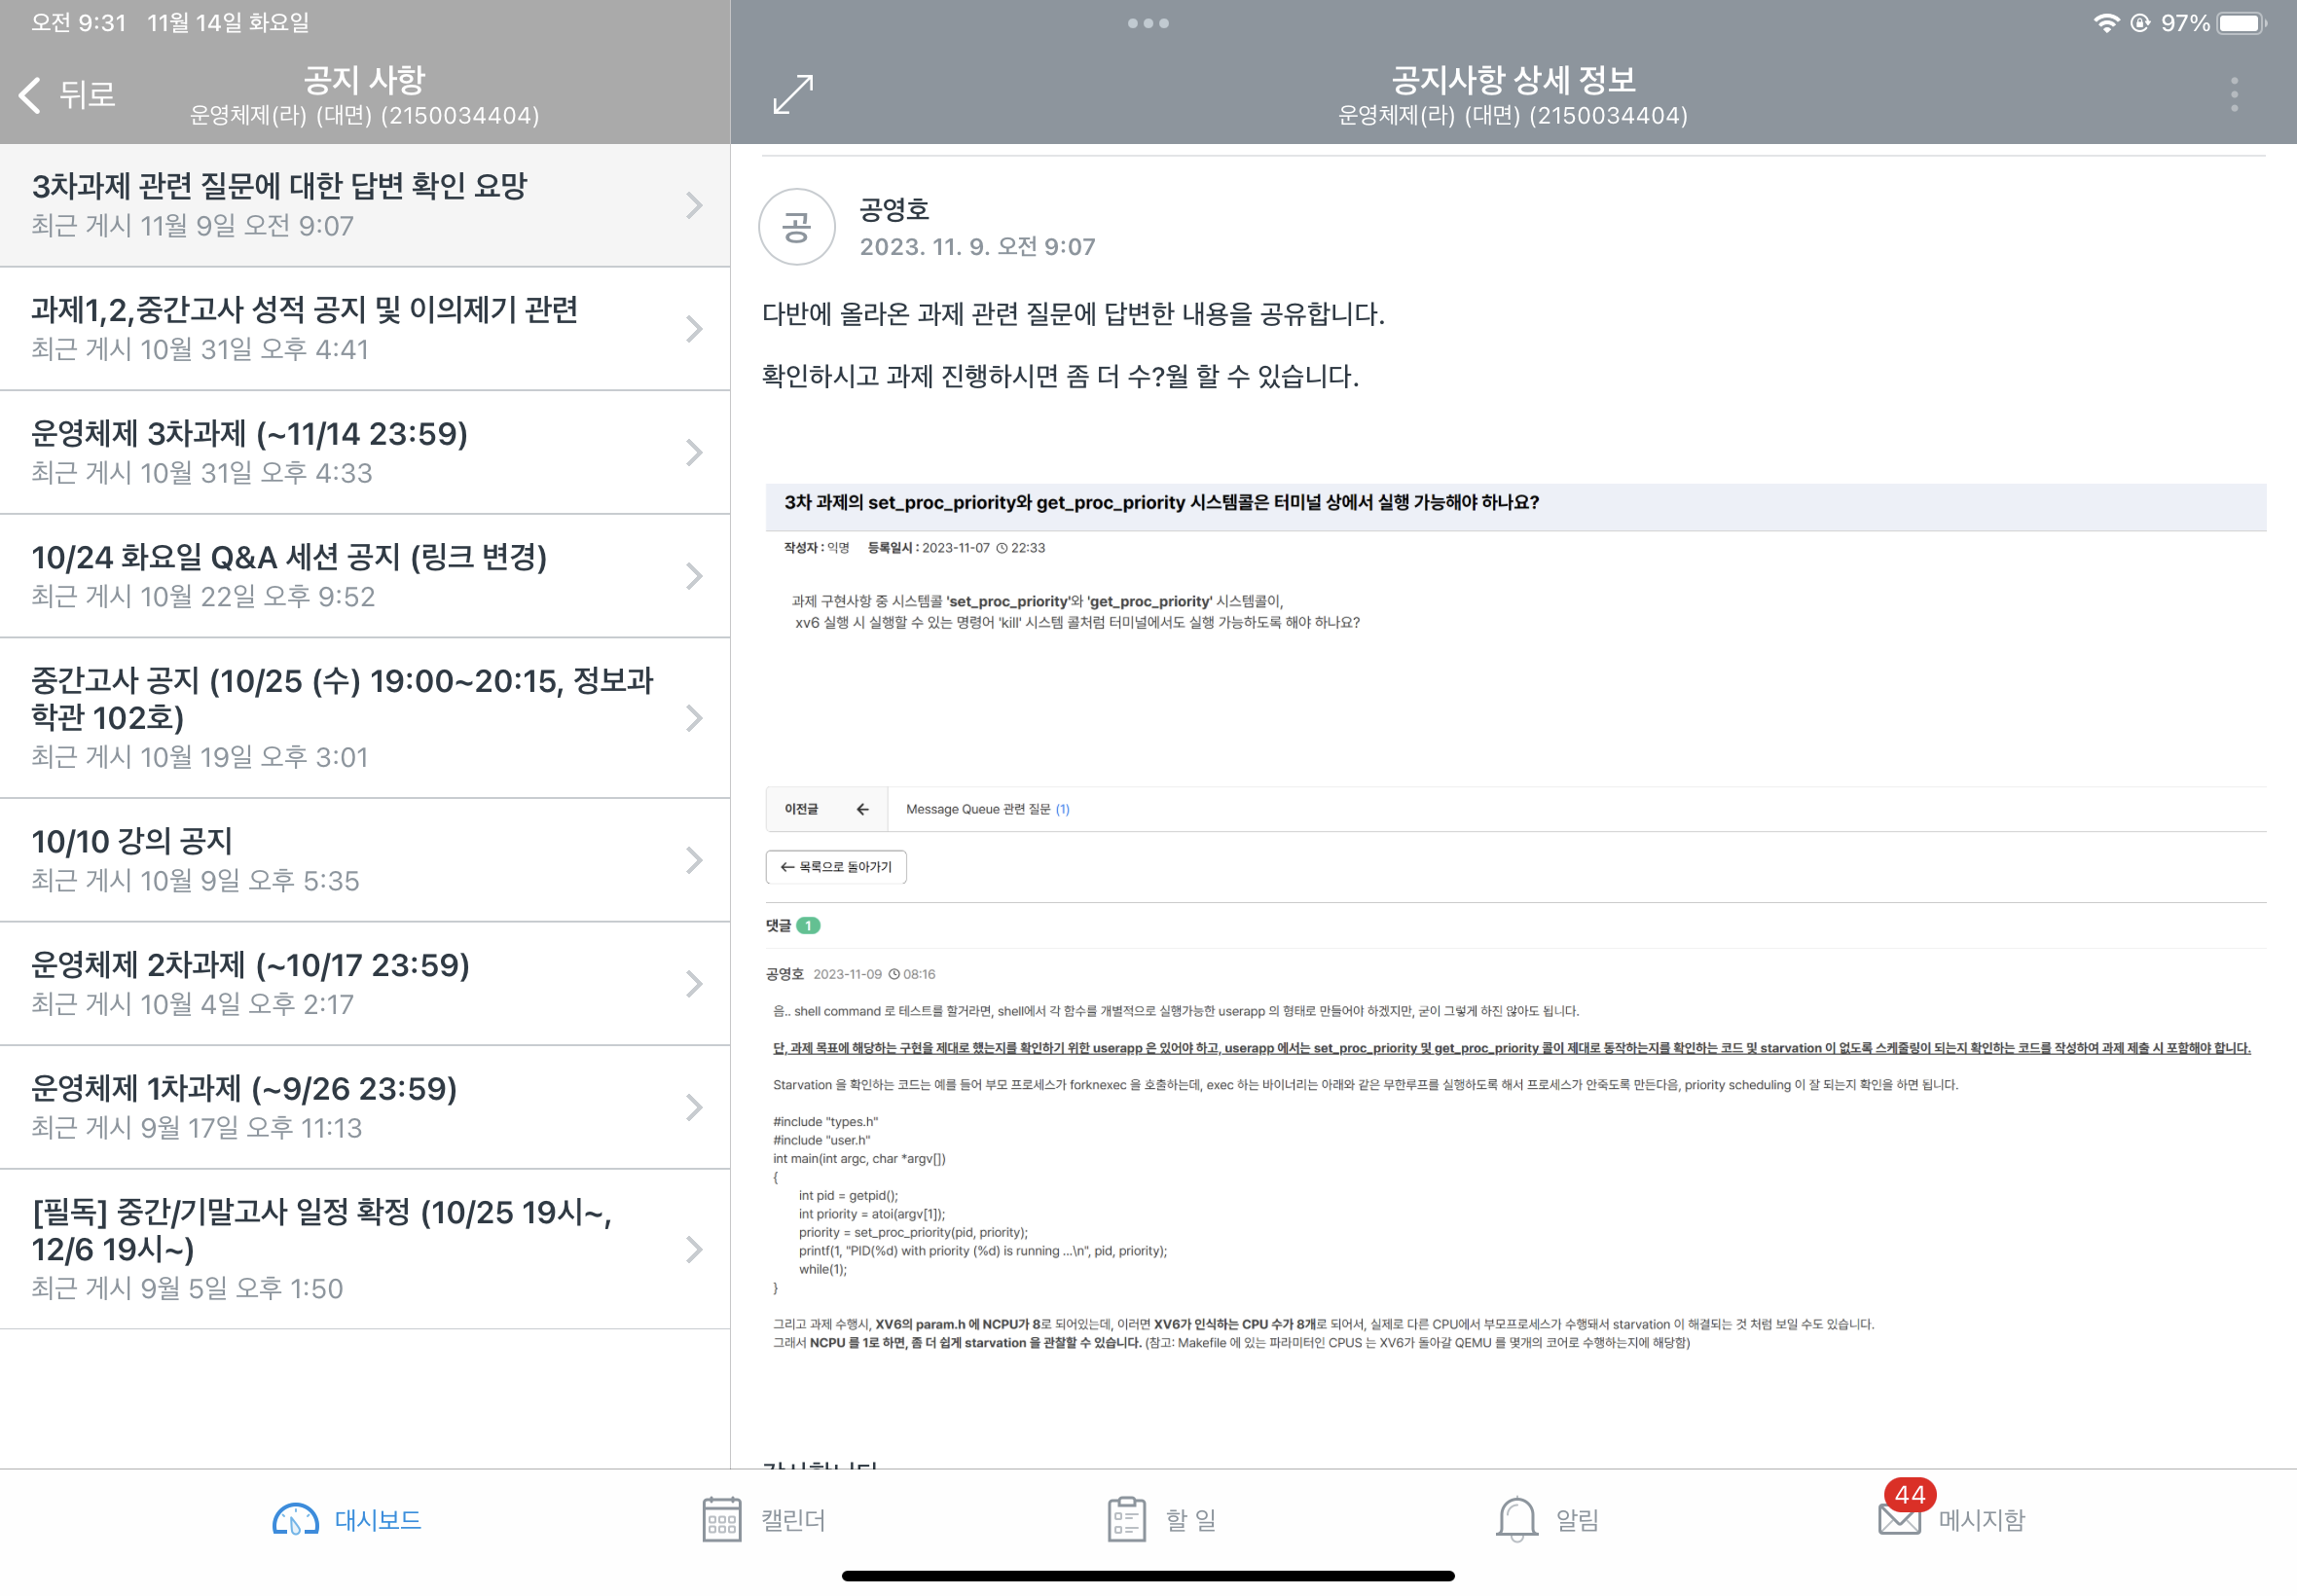 오전 9:31 11월 14일 화요일
97%
뒤로
공지 사항
운영체제(라) (대면) (2150034404)
3차과제 관련 질문에 대한 답변 확인 요망
최근 게시 11월 9일 오전 9:07
과제1,2,중간고사 성적 공지 및 이의제기 관련
최근 게시 10월 31일 오후 4:41
운영체제 3차과제 (~11/14 23:59)
최근 게시 10월 31일 오후 4:33
10/24 화요일 Q&A 세션 공지 (링크 변경)
최근 게시 10월 22일 오후 9:52
중간고사 공지 (10/25 (수) 19:00~20:15, 정보과
학관 102호)
최근 게시 10월 19일 오후 3:01
10/10 강의 공지
최근 게시 10월 9일 오후 5:35
운영체제 2차과제 (~10/17 23:59)
최근 게시 10월 4일 오후 2:17
운영체제 1차과제 (~9/26 23:59)
최근 게시 9월 17일 오후 11:13
[필독] 중간/기말고사 일정 확정 (10/25 19시~,
12/6 19시~)
최근 게시 9월 5일 오후 1:50
공지사항 상세 정보
운영체제(라) (대면) (2150034404)
공
공영호
2023. 11. 9. 오전 9:07
다반에 올라온 과제 관련 질문에 답변한 내용을 공유합니다.
확인하시고 과제 진행하시면 좀 더 수?월 할 수 있습니다.
3차 과제의 set_proc_priority와 get_proc_priority 시스템콜은 터미널 상에서 실행 가능해야 하나요?
작성자 : 익명 등록일시 : 2023-11-07 22:33
과제 구현사항 중 시스템콜 'set_proc_priority'와 'get_proc_priority' 시스템콜이,
xv6 실행 시 실행할 수 있는 명령어 'kill' 시스템 콜처럼 터미널에서도 실행 가능하도록 해야 하나요?
이전글 ← Message Queue 관련 질문 (1)
← 목록으로 돌아가기
댓글 1
공영호 2023-11-09 08:16
음.. shell command 로 테스트를 할거라면, shell에서 각 함수를 개별적으로 실행가능한 userapp 의 형태로 만들어야 하겠지만, 굳이 그렇게 하진 않아도 됩니다.
단, 과제 목표에 해당하는 구현을 제대로 했는지를 확인하기 위한 userapp 은 있어야 하고, userapp 에서는 set_proc_priority 및 get_proc_priority 콜이 제대로 동작하는지를 확인하는 코드 및 starvation 이 없도록 스케줄링이 되는지 확인하는 코드를 작성하여 과제 제출 시 포함해야 합니다.
Starvation 을 확인하는 코드는 예를 들어 부모 프로세스가 forknexec 을 호출하는데, exec 하는 바이너리는 아래와 같은 무한루프를 실행하도록 해서 프로세스가 안죽도록 만든다음, priority scheduling 이 잘 되는지 확인을 하면 됩니다.
#include "types.h"
#include "user.h"
int main(int argc, char *argv[])
{
int pid = getpid();
int priority = atoi(argv[1]);
priority = set_proc_priority(pid, priority);
printf(1, "PID(%d) with priority (%d) is running ...\n", pid, priority);
while(1);
}
그리고 과제 수행시, XV6의 param.h 에 NCPU가 8로 되어있는데, 이러면 XV6가 인식하는 CPU 수가 8개로 되어서, 실제로 다른 CPU에서 부모프로세스가 수행돼서 starvation 이 해결되는 것 처럼 보일 수도 있습니다.
그래서 NCPU 를 1로 하면, 좀 더 쉽게 starvation 을 관찰할 수 있습니다. (참고: Makefile 에 있는 파라미터인 CPUS 는 XV6가 돌아갈 QEMU 를 몇개의 코어로 수행하는지에 해당함)
대시보드
캘린더
할 일
알림
44
메시지함